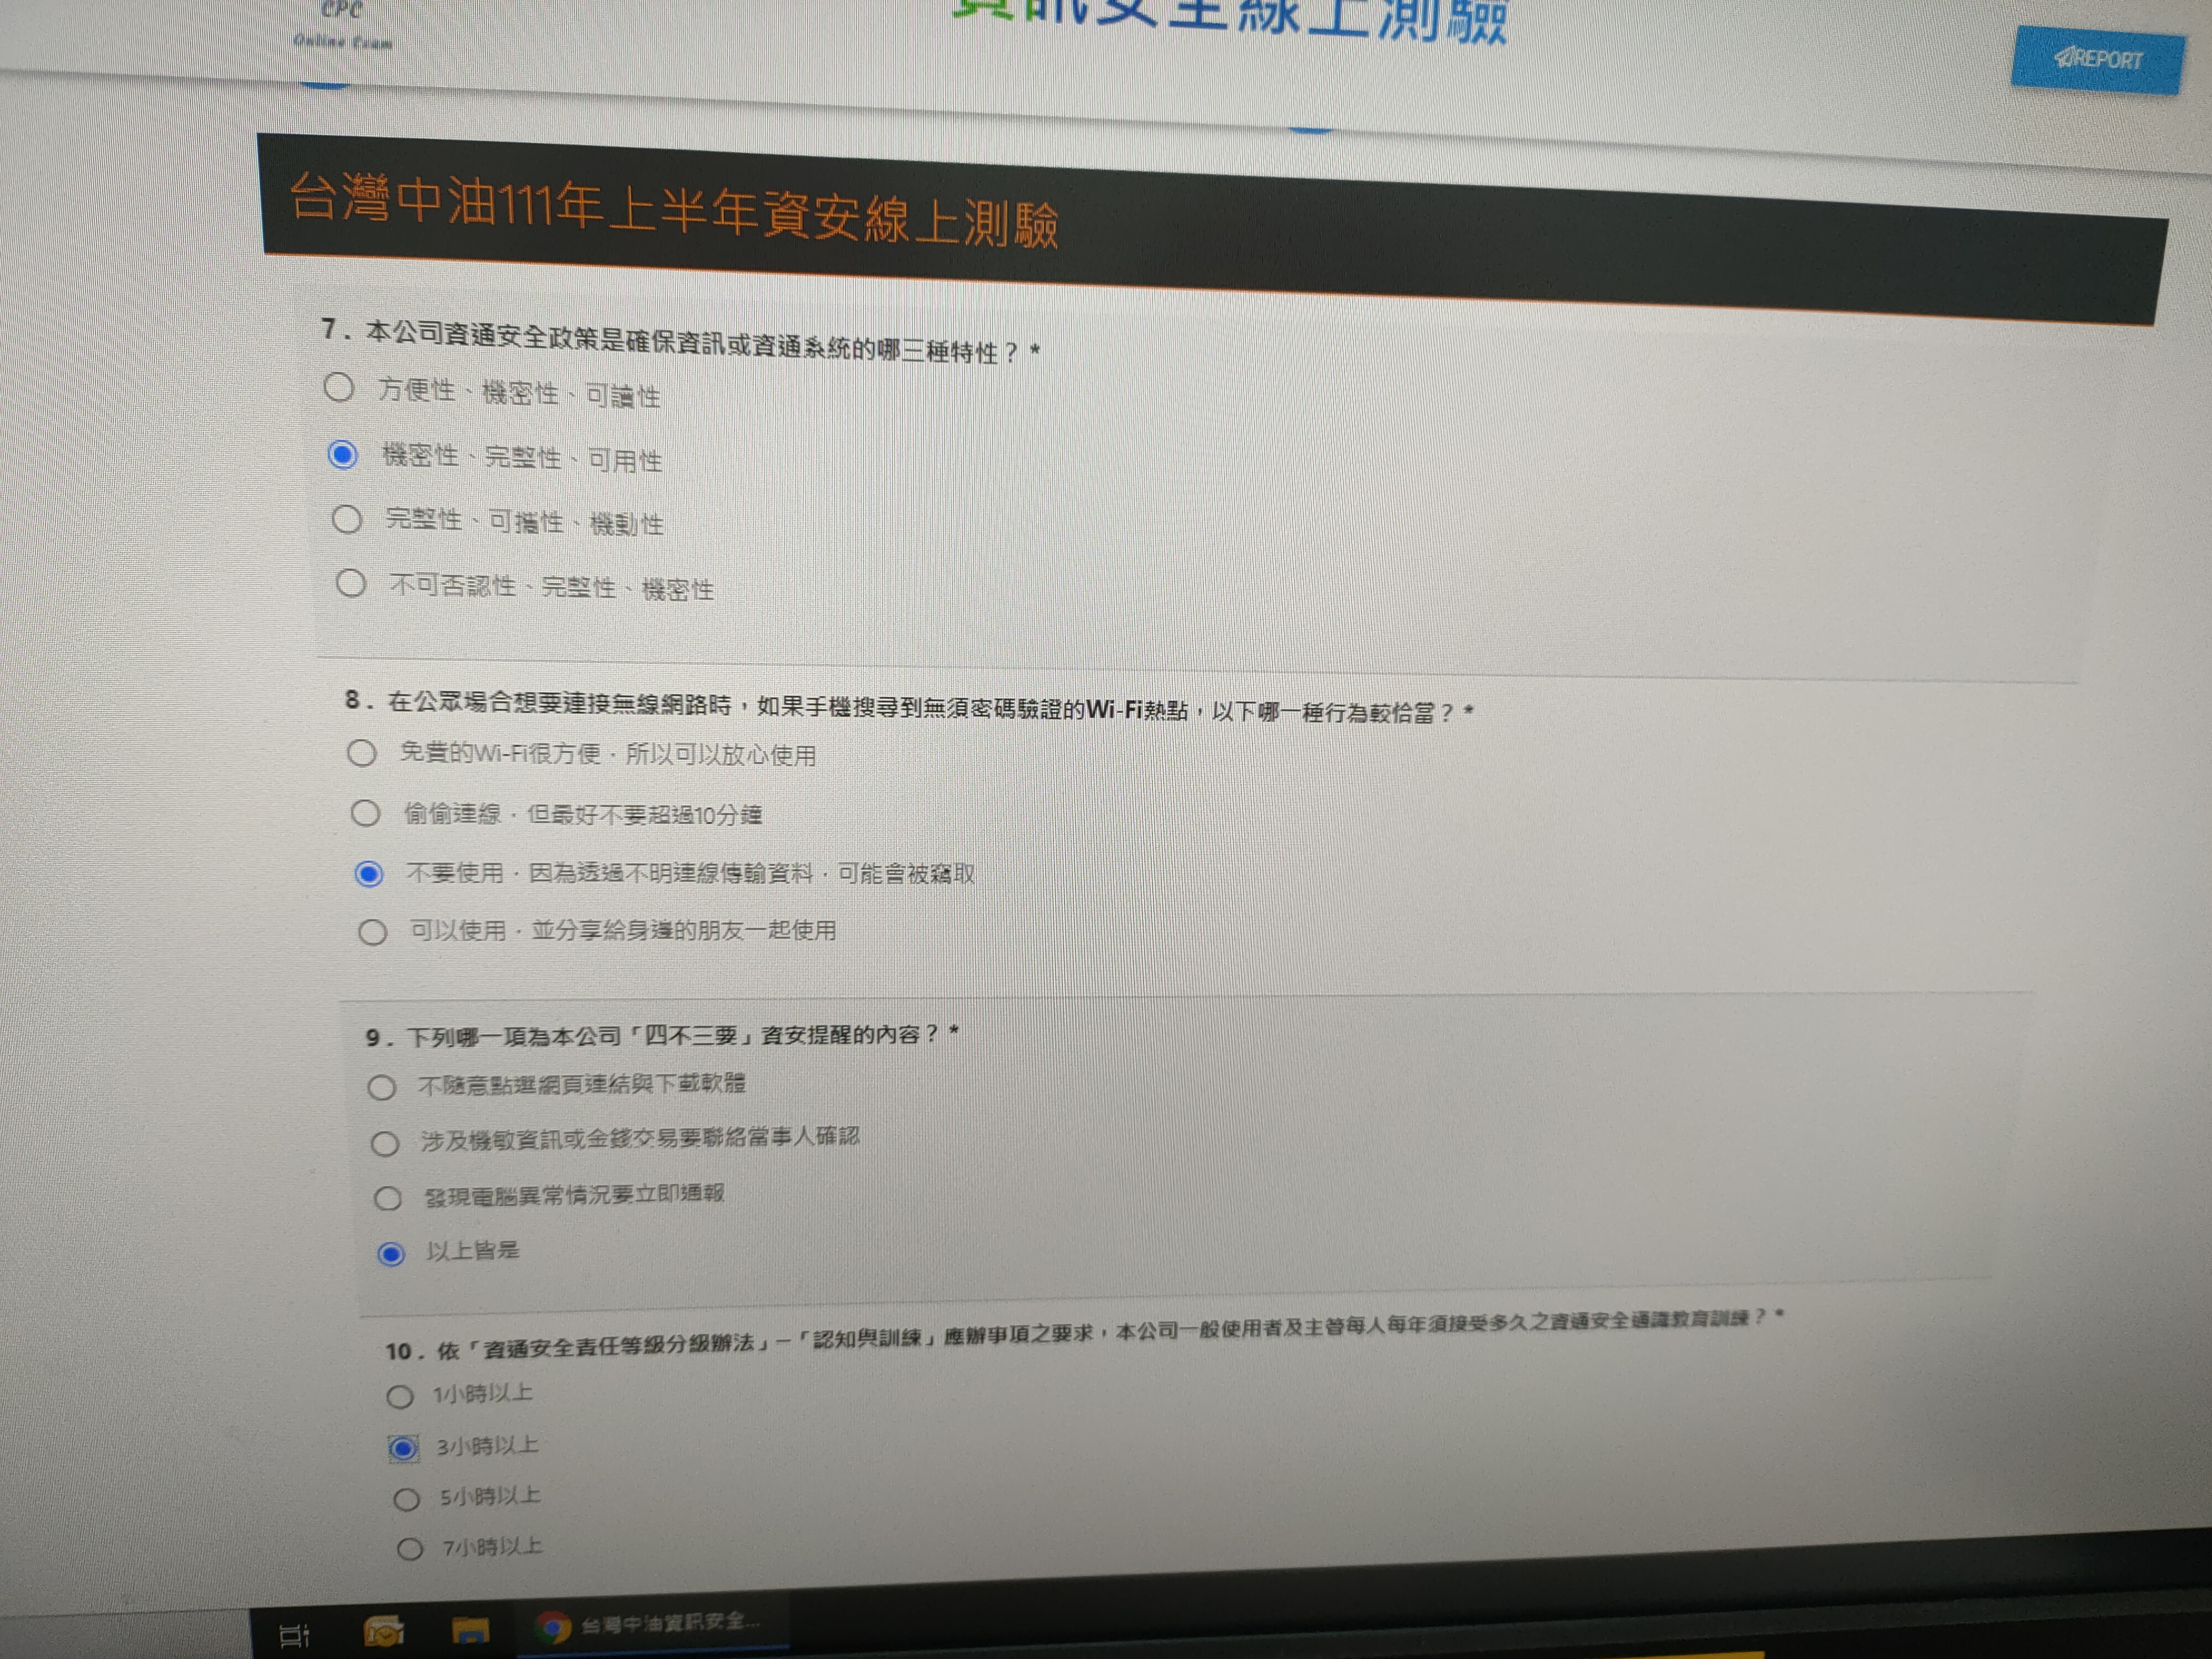 CPC
Online Exam
資訊安全線上測驗
REPORT
台灣中油111年上半年資安線上測驗
7. 本公司資通安全政策是確保資訊或資通系統的哪三種特性？*
方便性、機密性、可讀性
機密性、完整性、可用性
完整性、可攜性、機動性
不可否認性、完整性、機密性
8. 在公眾場合想要連接無線網路時，如果手機搜尋到無須密碼驗證的Wi-Fi熱點，以下哪一種行為較恰當？*
免費的Wi-Fi很方便，所以可以放心使用
偷偷連線，但最好不要超過10分鐘
不要使用，因為透過不明連線傳輸資料，可能會被竊取
可以使用，並分享給身邊的朋友一起使用
9. 下列哪一項為本公司「四不三要」資安提醒的內容？*
不隨意點選網頁連結與下載軟體
涉及機敏資訊或金錢交易要聯絡當事人確認
發現電腦異常情況要立即通報
以上皆是
10. 依「資通安全責任等級分級辦法」–「認知與訓練」應辦事項之要求，本公司一般使用者及主管每人每年須接受多久之資通安全通識教育訓練？*
1小時以上
3小時以上
5小時以上
7小時以上
台灣中油資訊安全...